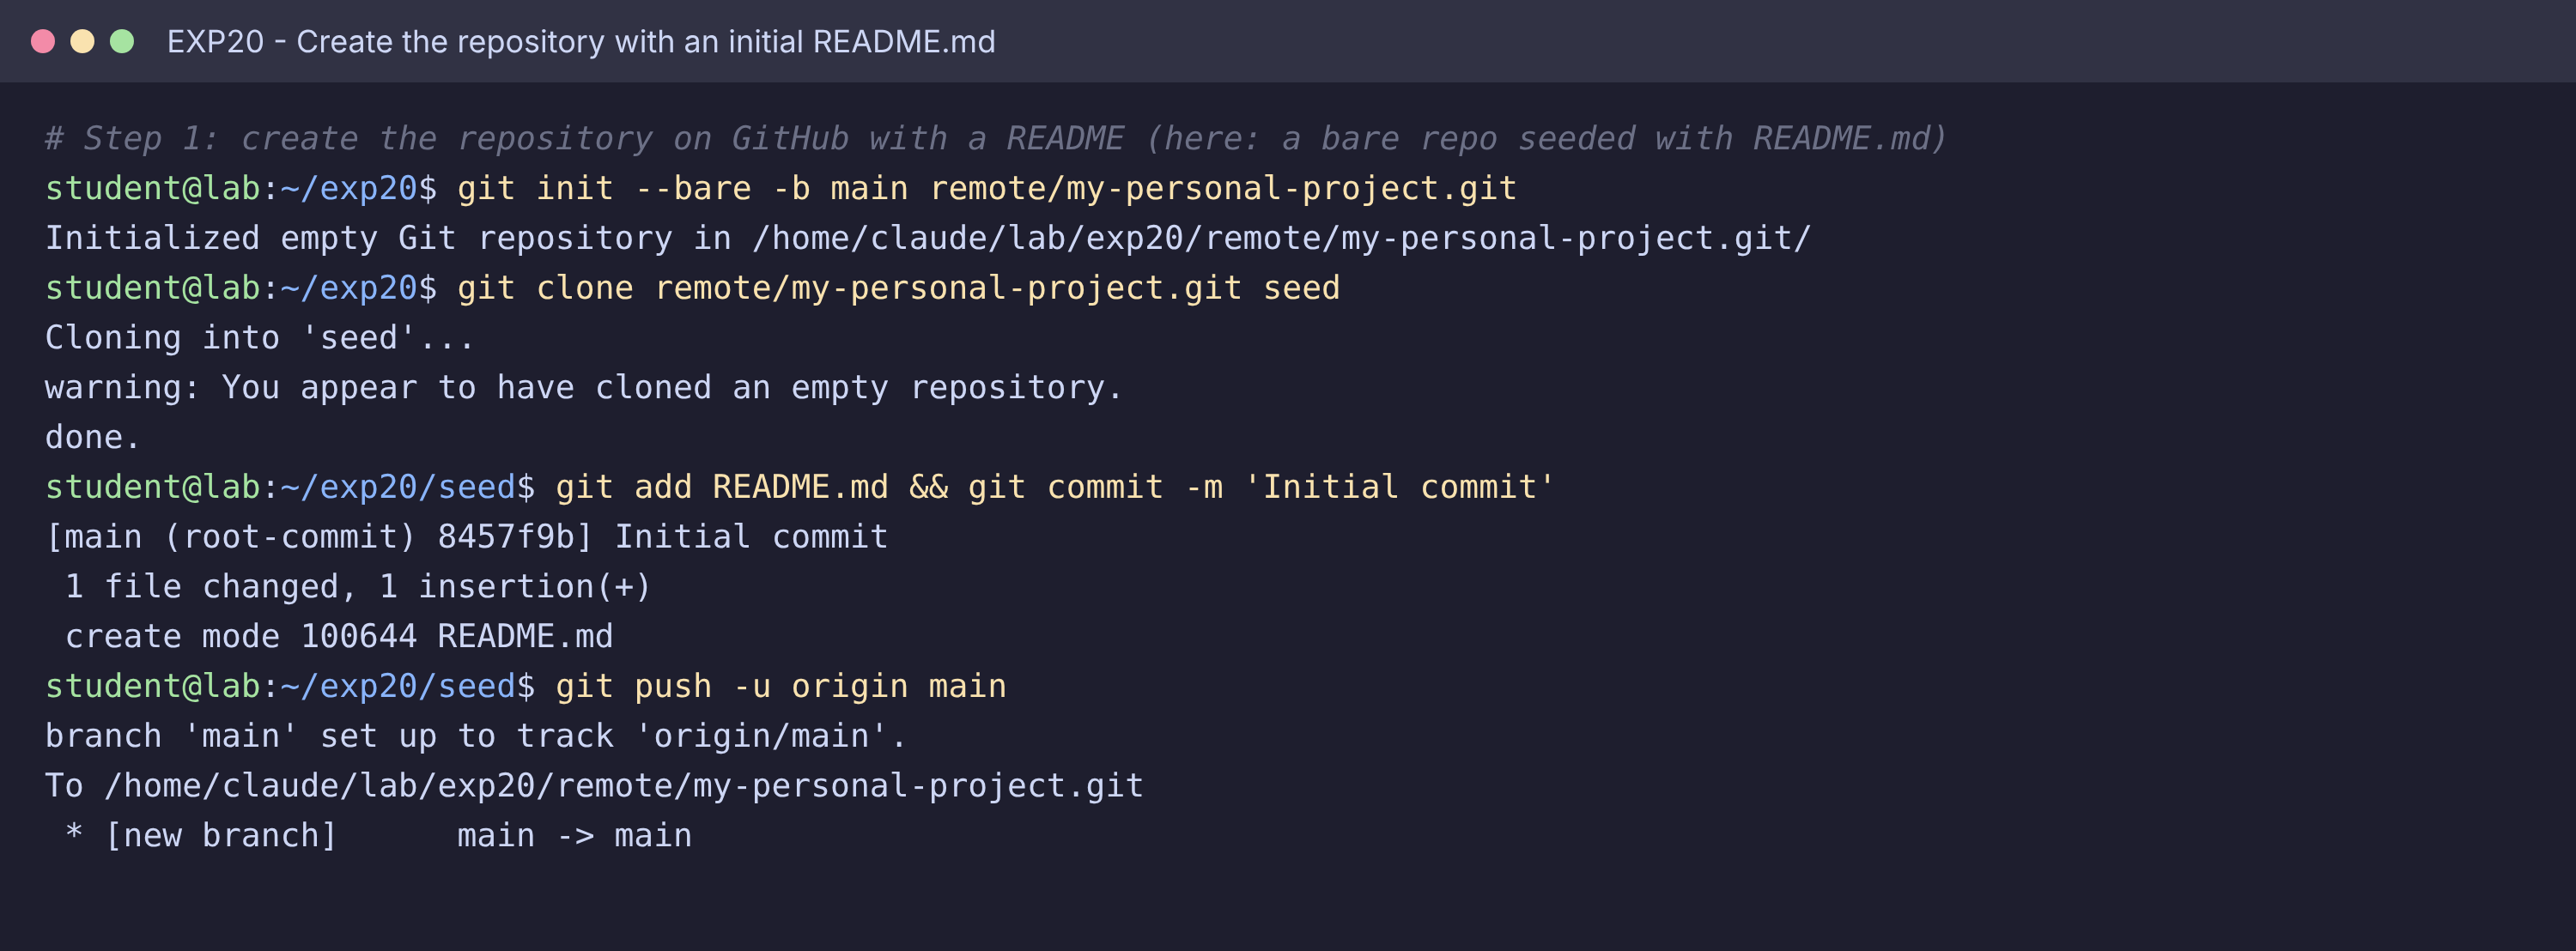 EXP20 - Create the repository with an initial README.md
# Step 1: create the repository on GitHub with a README (here: a bare repo seeded with README.md)
student@lab:~/exp20$ git init --bare -b main remote/my-personal-project.git
Initialized empty Git repository in /home/claude/lab/exp20/remote/my-personal-project.git/
student@lab:~/exp20$ git clone remote/my-personal-project.git seed
Cloning into 'seed'...
warning: You appear to have cloned an empty repository.
done.
student@lab:~/exp20/seed$ git add README.md && git commit -m 'Initial commit'
[main (root-commit) 8457f9b] Initial commit
 1 file changed, 1 insertion(+)
 create mode 100644 README.md
student@lab:~/exp20/seed$ git push -u origin main
branch 'main' set up to track 'origin/main'.
To /home/claude/lab/exp20/remote/my-personal-project.git
 * [new branch]      main -> main